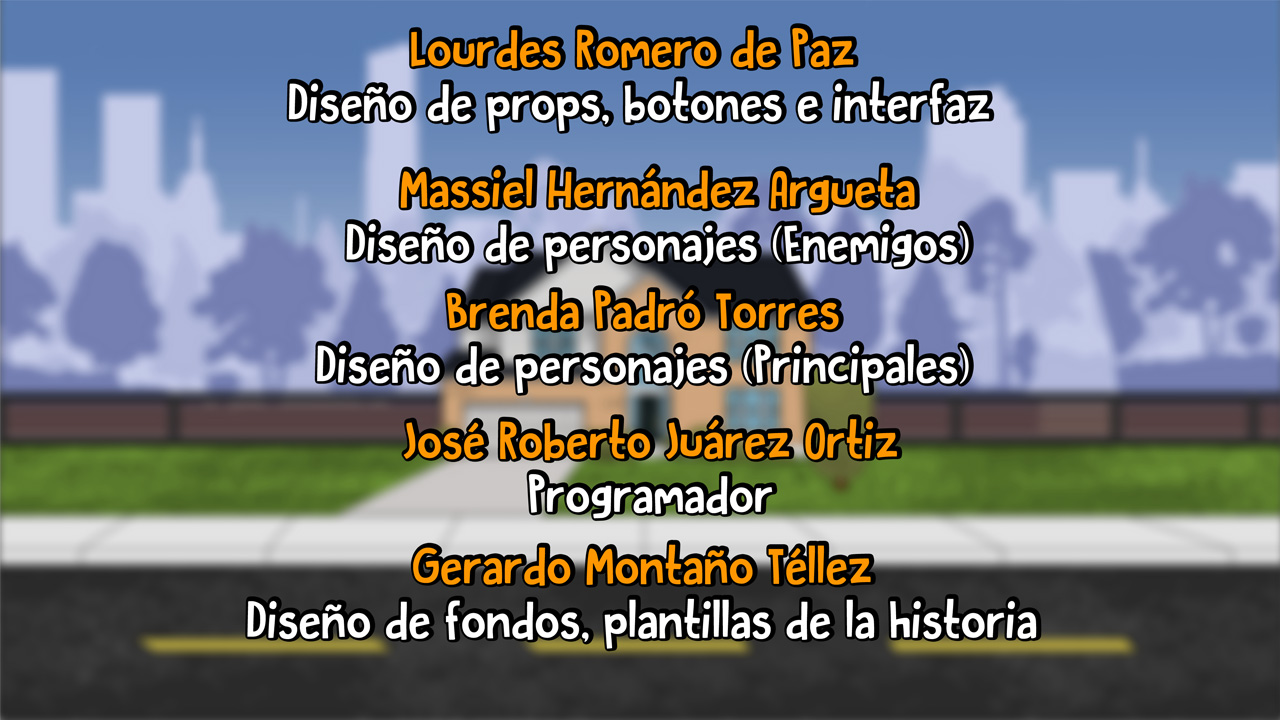 Lourdes Romero de Paz
Diseño de props, botones e interfaz
Massiel Hernández Argueta
Diseño de personajes (Enemigos)
Brenda Padró Torres
Diseño de personajes (Principales)
José Roberto Juárez Ortiz
Programador
Gerardo Montaño Téllez
Diseño de fondos, plantillas de la historia